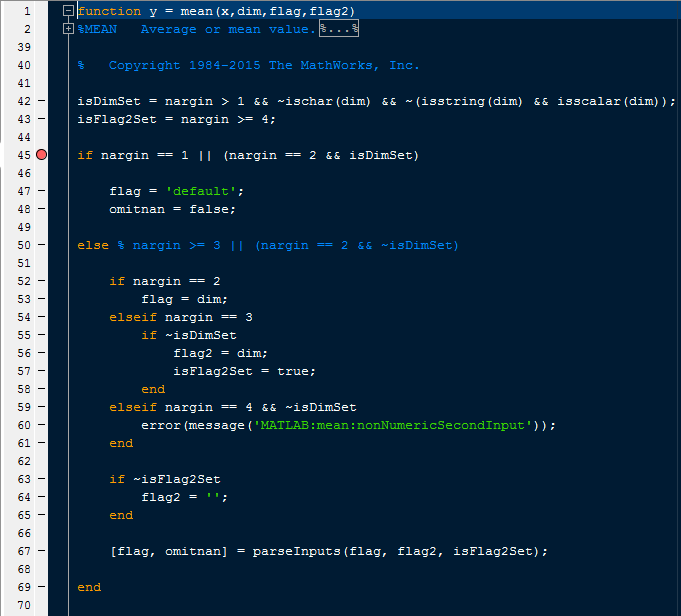 1 function y = mean(x,dim,flag,flag2)
2 %MEAN   Average or mean value.%...%
39
40 %   Copyright 1984-2015 The MathWorks, Inc.
41
42 isDimSet = nargin > 1 && ~ischar(dim) && ~(isstring(dim) && isscalar(dim));
43 isFlag2Set = nargin >= 4;
44
45 if nargin == 1 || (nargin == 2 && isDimSet)
46
47     flag = 'default';
48     omitnan = false;
49
50 else % nargin >= 3 || (nargin == 2 && ~isDimSet)
51
52     if nargin == 2
53         flag = dim;
54     elseif nargin == 3
55         if ~isDimSet
56             flag2 = dim;
57             isFlag2Set = true;
58         end
59     elseif nargin == 4 && ~isDimSet
60         error(message('MATLAB:mean:nonNumericSecondInput'));
61     end
62
63     if ~isFlag2Set
64         flag2 = '';
65     end
66
67     [flag, omitnan] = parseInputs(flag, flag2, isFlag2Set);
68
69 end
70